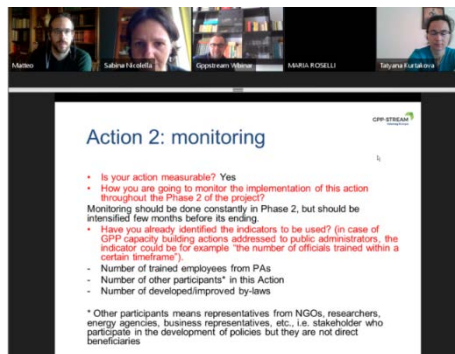 Matteo
Sabina Nicolella
Gppstream Wbinar
MARIA ROSELLI
Tatyana Kurtakova
GPP-STREAM
Action 2: monitoring
• Is your action measurable? Yes
• How you are going to monitor the implementation of this action
throughout the Phase 2 of the project?
Monitoring should be done constantly in Phase 2, but should be
intensified few months before its ending.
• Have you already identified the indicators to be used? (in case of
GPP capacity building actions addressed to public administrators, the
indicator could be for example “the number of officials trained within a
certain timeframe”).
- Number of trained employees from PAs
- Number of other participants* in this Action
- Number of developed/improved by-laws
* Other participants means representatives from NGOs, researchers,
energy agencies, business representatives, etc., i.e. stakeholder who
participate in the development of policies but they are not direct
beneficiaries